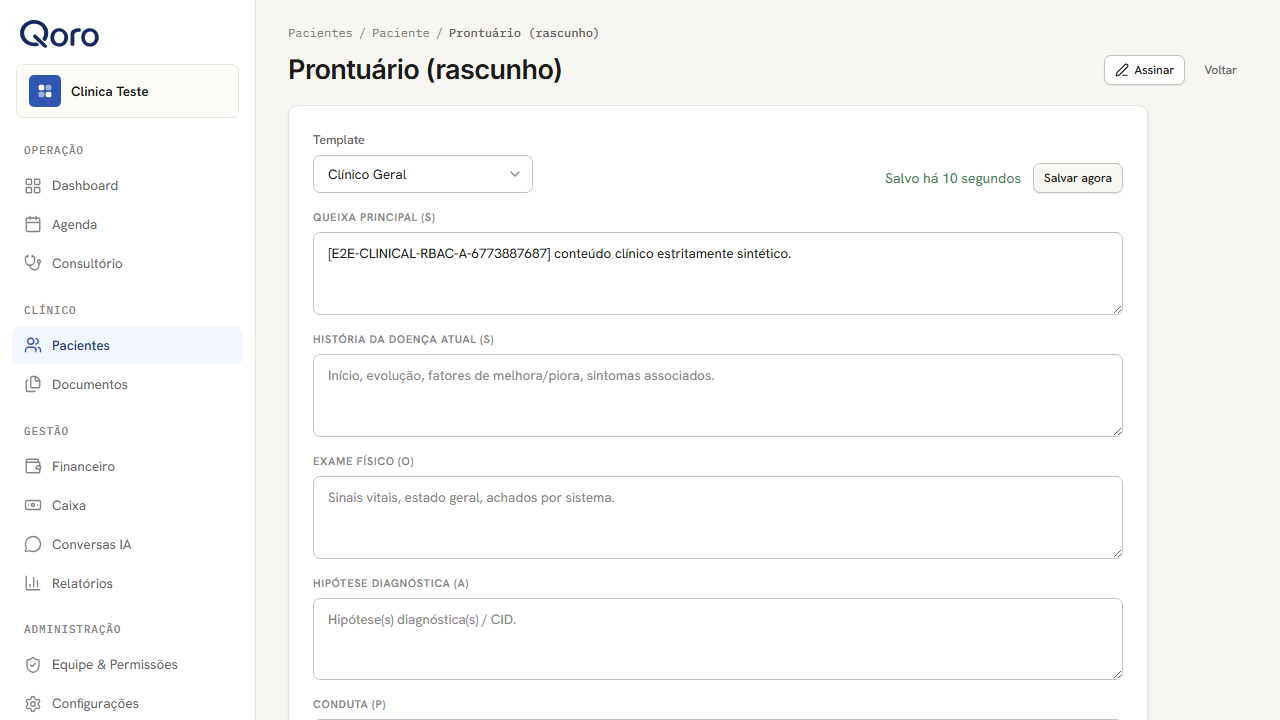 Qoro
Clinica Teste
OPERAÇÃO
Dashboard
Agenda
Consultório
CLÍNICO
Pacientes
Documentos
GESTÃO
Financeiro
Caixa
Conversas IA
Relatórios
ADMINISTRAÇÃO
Equipe & Permissões
Configurações
Pacientes / Paciente / Prontuário (rascunho)
Prontuário (rascunho)
Assinar
Voltar
Template
Clínico Geral
Salvo há 10 segundos
Salvar agora
QUEIXA PRINCIPAL (S)
[E2E-CLINICAL-RBAC-A-6773887687] conteúdo clínico estritamente sintético.
HISTÓRIA DA DOENÇA ATUAL (S)
Início, evolução, fatores de melhora/piora, sintomas associados.
EXAME FÍSICO (O)
Sinais vitais, estado geral, achados por sistema.
HIPÓTESE DIAGNÓSTICA (A)
Hipótese(s) diagnóstica(s) / CID.
CONDUTA (P)